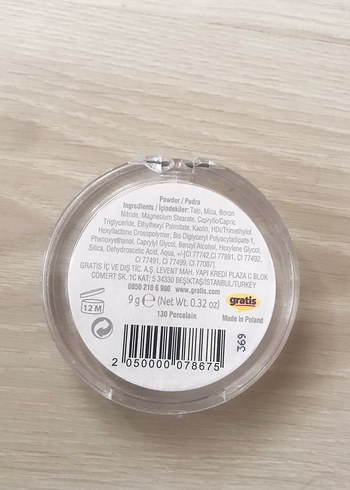 Powder / Pudra
Ingredients / İçindekiler: Talc, Mica, Boron
Nitride, Magnesium Stearate, Caprylic/Capric
Triglyceride, Ethylhexyl Palmitate, Kaolin, HDI/Trimethylol
Hexyllactone Crosspolymer, Bis Diglyceryl Polyacyladipate-1,
Phenoxyethanol, Caprylyl Glycol, Benzyl Alcohol, Hexylene Glycol,
Silica, Dehydroacetic Acid, Aqua, +/-[CI 77742, CI 77891, CI 77492,
CI 77491, CI 77499, CI 77007].
GRATIS İÇ VE DIŞ TİC. A.Ş. LEVENT MAH. YAPI KREDİ PLAZA C BLOK
COMERT SK. 1C KAT: 5 34330 BEŞİKTAŞ/İSTANBUL/TURKEY
0850 210 6 900 www.gratis.com
12 M
9 g e (Net Wt. 0.32 oz)
gratis
130 Porcelain
Made in Poland
2 050000 078675
369